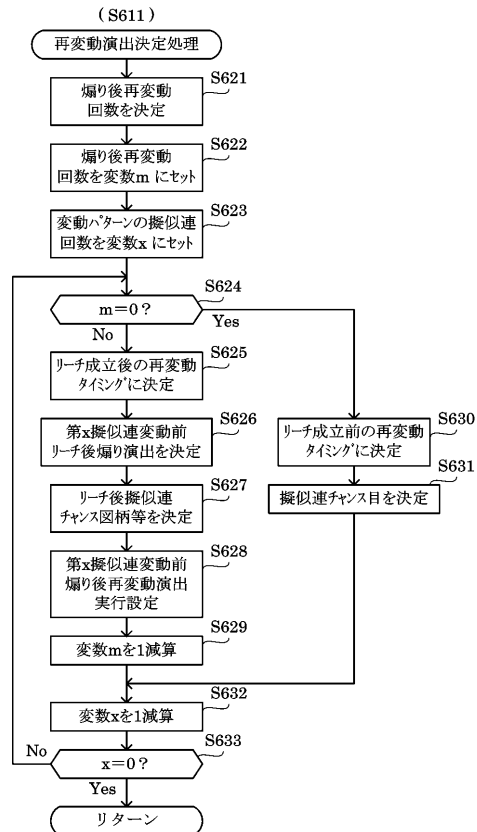 (S611)
再変動演出決定処理
S621
煽り後再変動
回数を決定
S622
煽り後再変動
回数を変数m にセット
S623
変動パターンの擬似連
回数を変数x にセット
S624
m=0?
No
Yes
S625
リーチ成立後の再変動
タイミングに決定
S626
第x擬似連変動前
リーチ後煽り演出を決定
S627
リーチ後擬似連
チャンス図柄等を決定
S628
第x擬似連変動前
煽り後再変動演出
実行設定
S629
変数mを1減算
S630
リーチ成立前の再変動
タイミングに決定
S631
擬似連チャンス目を決定
S632
変数xを1減算
S633
x=0?
No
Yes
リターン